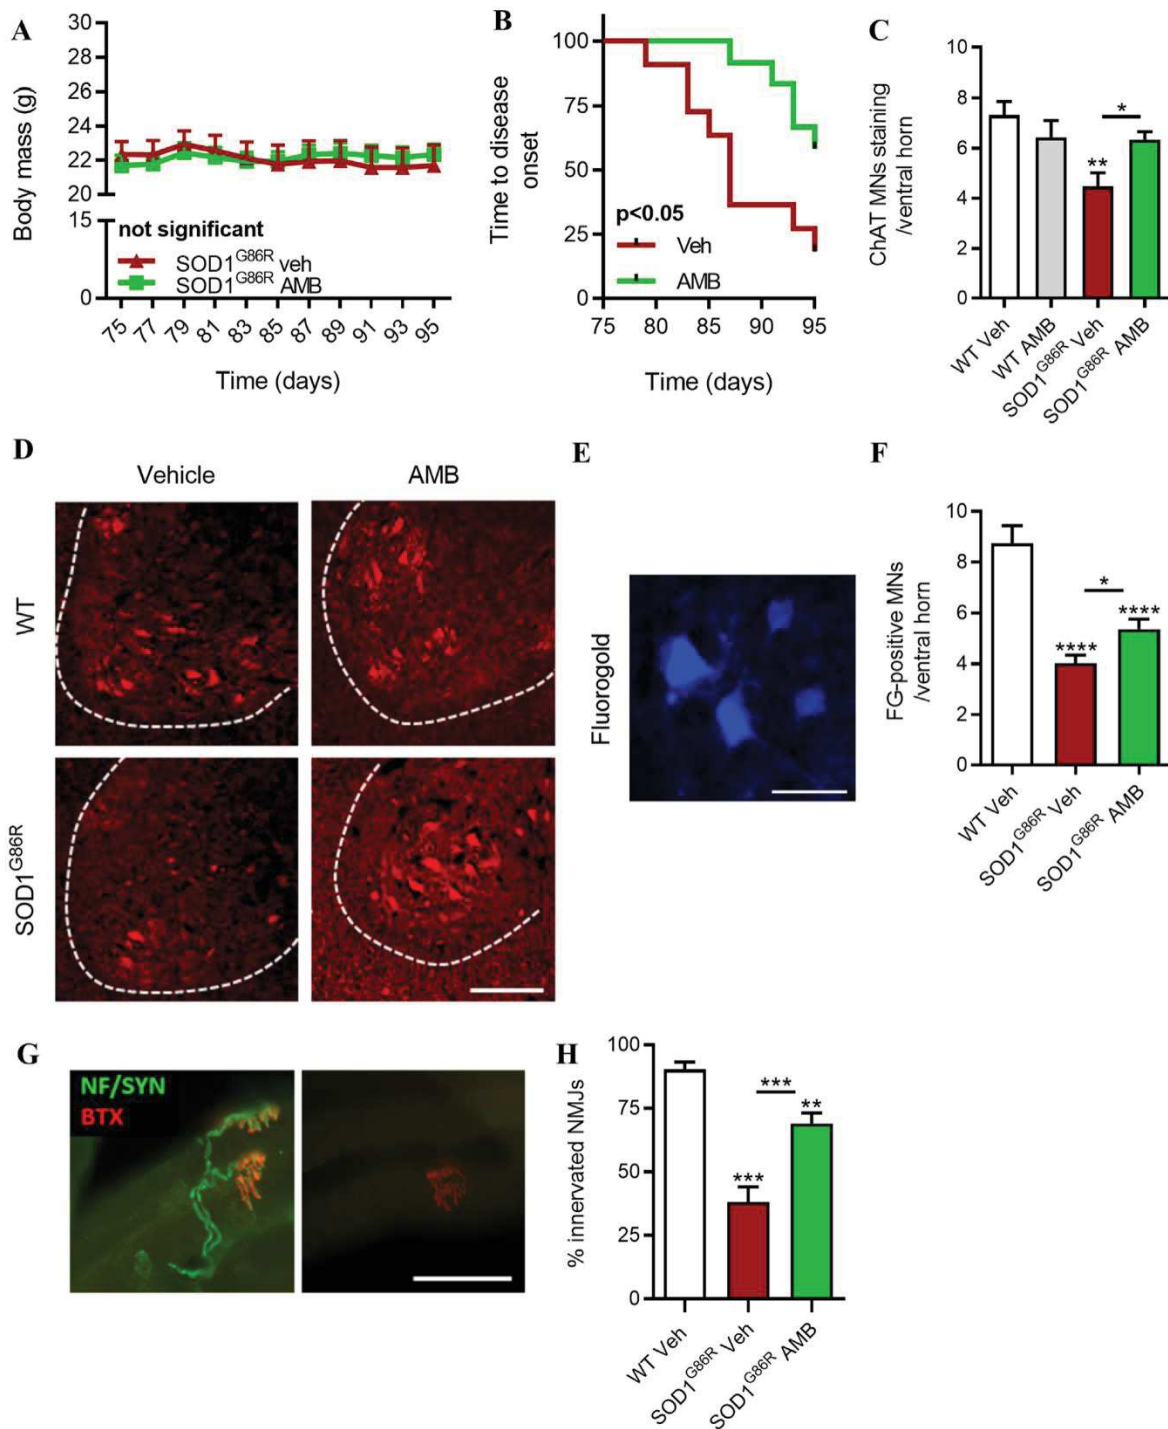 A
Body mass (g)
30
28
26
24
22
20
15
0
not significant
SOD1G86R veh
SOD1G86R AMB
75 77 79 81 83 85 87 89 91 93 95
Time (days)
B
Time to disease
onset
100
75
50
25
0
p<0.05
Veh
AMB
75 80 85 90 95
Time (days)
C
ChAT MNs staining
/ventral horn
10
8
6
4
2
0
*
**
WT Veh
WT AMB
SOD1G86R Veh
SOD1G86R AMB
D
Vehicle AMB
WT
SOD1G86R
E
Fluorogold
F
FG-positive MNs
/ventral horn
10
8
6
4
2
0
*
**** ****
WT Veh
SOD1G86R Veh
SOD1G86R AMB
G
NF/SYN
BTX
H
% innervated NMJs
100
75
50
25
0
***
**
***
WT Veh
SOD1G86R Veh
SOD1G86R AMB